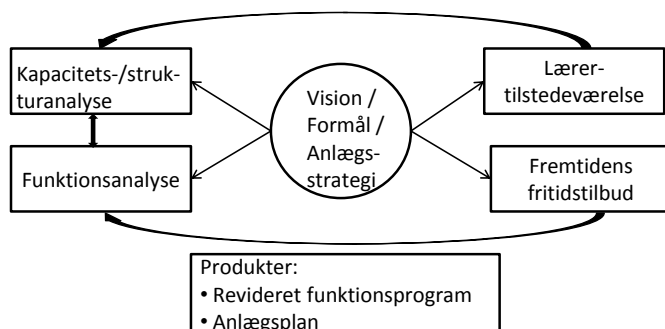 Kapacitets-/struk-
turanalyse
Funktionsanalyse
Vision /
Formål /
Anlægs-
strategi
Lærer-
tilstedeværelse
Fremtidens
fritidstilbud
Produkter:
• Revideret funktionsprogram
• Anlægsplan